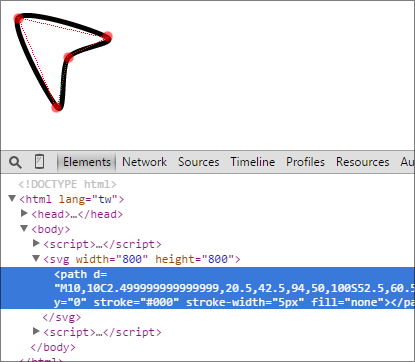 Elements Network Sources Timeline Profiles Resources Au
<!DOCTYPE html>
▼<html lang="tw">
▶<head>…</head>
▼<body>
▶<script>…</script>
▼<svg width="800" height="800">
<path d=
"M10,10C2.499999999999999,20.5,42.5,94,50,100S52.5,60.5
y="0" stroke="#000" stroke-width="5px" fill="none"></pa
</svg>
▶<script>…</script>
</body>
</html>